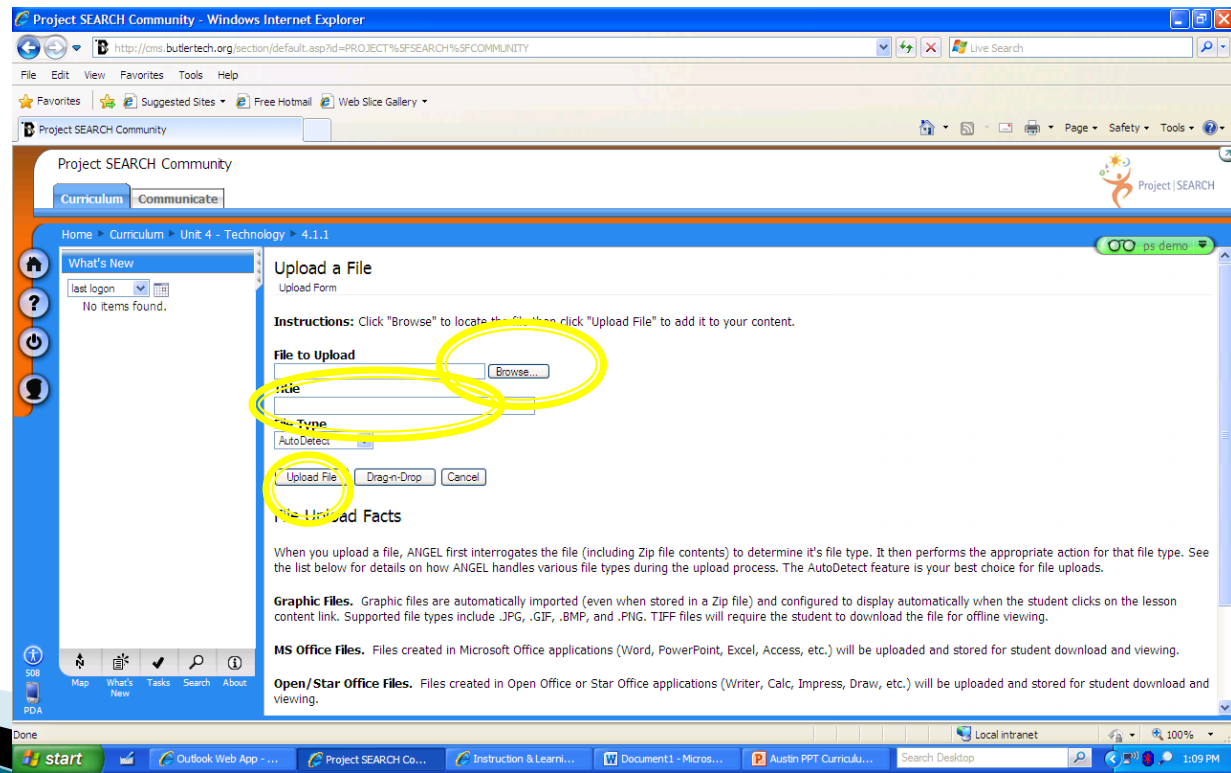 Project SEARCH Community - Windows Internet Explorer
http://cms.butlertech.org/section/default.asp?id=PROJECT%5FSEARCH%5FCOMMUNITY
Live Search
File Edit View Favorites Tools Help
Favorites Suggested Sites Free Hotmail Web Slice Gallery
Project SEARCH Community
Page Safety Tools
Project SEARCH Community
Project | SEARCH
Curriculum Communicate
Home Curriculum Unit 4 - Technology 4.1.1
ps demo
What's New
last logon
No items found.
Upload a File
Upload Form
Instructions: Click "Browse" to locate the file then click "Upload File" to add it to your content.
File to Upload
Browse...
Title
File Type
AutoDetect
Upload File Drag-n-Drop Cancel
File Upload Facts
When you upload a file, ANGEL first interrogates the file (including Zip file contents) to determine it's file type. It then performs the appropriate action for that file type. See
the list below for details on how ANGEL handles various file types during the upload process. The AutoDetect feature is your best choice for file uploads.
Graphic Files. Graphic files are automatically imported (even when stored in a Zip file) and configured to display automatically when the student clicks on the lesson
content link. Supported file types include .JPG, .GIF, .BMP, and .PNG. TIFF files will require the student to download the file for offline viewing.
MS Office Files. Files created in Microsoft Office applications (Word, PowerPoint, Excel, Access, etc.) will be uploaded and stored for student download and viewing.
Open/Star Office Files. Files created in Open Office or Star Office applications (Writer, Calc, Impress, Draw, etc.) will be uploaded and stored for student download and
viewing.
508
PDA
Map What's New Tasks Search About
Done
Local intranet
100%
start
Outlook Web App - ...
Project SEARCH Co...
Instruction & Learni...
Document1 - Micros...
Austin PPT Curriculu...
Search Desktop
1:09 PM